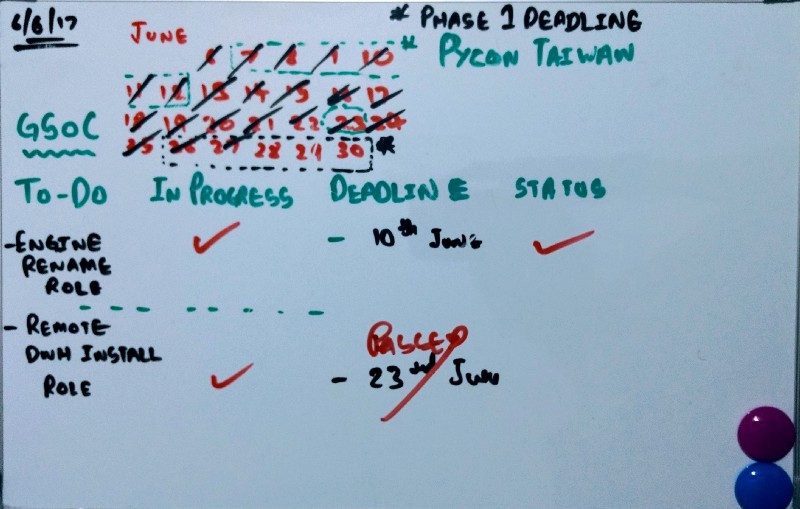 6/6/17
JUNE
* PHASE 1 DEADLINE
* PYCON TAIWAN
6 7 8 9 10
11 12 13 14 15 16 17
18 19 20 21 22 23 24
25 26 27 28 29 30 *
GSOC
TO-DO IN PROGRESS DEADLINE STATUS
- ENGINE RENAME ROLE ✓ - 10th JUNE ✓
- REMOTE DWH INSTALL ROLE ✓ PASSED - 23rd JUNE